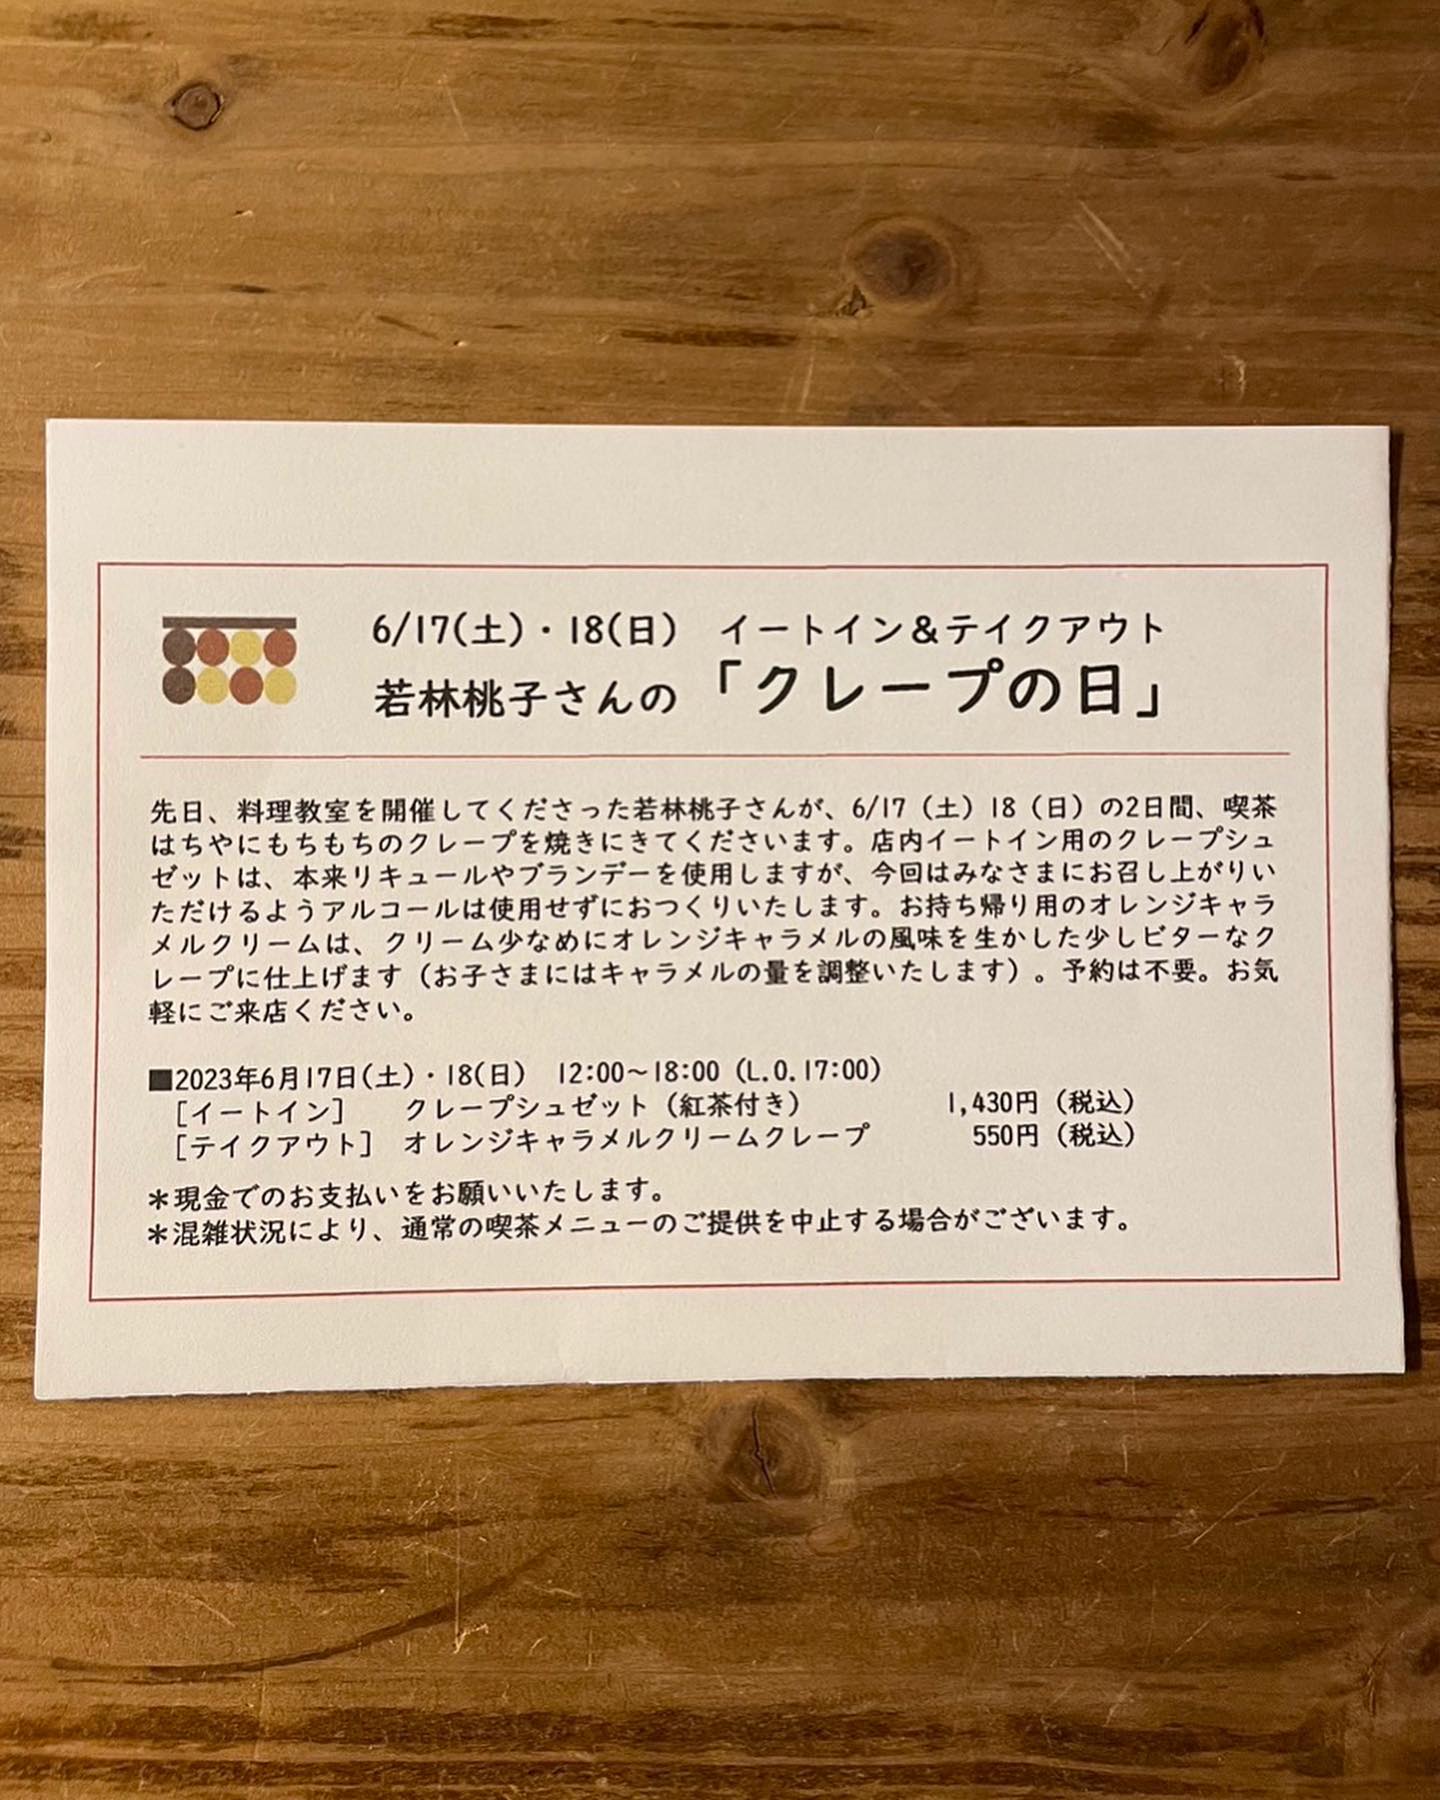 6/17(土)・18(日)　イートイン＆テイクアウト
若林桃子さんの「クレープの日」
先日、料理教室を開催してくださった若林桃子さんが、6/17（土）18（日）の2日間、喫茶
はちやにもちもちのクレープを焼きにきてくださいます。店内イートイン用のクレープシュ
ゼットは、本来リキュールやブランデーを使用しますが、今回はみなさまにお召し上がりい
ただけるようアルコールは使用せずにおつくりいたします。お持ち帰り用のオレンジキャラ
メルクリームは、クリーム少なめにオレンジキャラメルの風味を生かした少しビターなク
レープに仕上げます（お子さまにはキャラメルの量を調整いたします）。予約は不要。お気
軽にご来店ください。
■2023年6月17日(土)・18(日)　12:00〜18:00（L.O.17:00）
［イートイン］　クレープシュゼット（紅茶付き）　1,430円（税込）
［テイクアウト］　オレンジキャラメルクリームクレープ　550円（税込）
＊現金でのお支払いをお願いいたします。
＊混雑状況により、通常の喫茶メニューのご提供を中止する場合がございます。